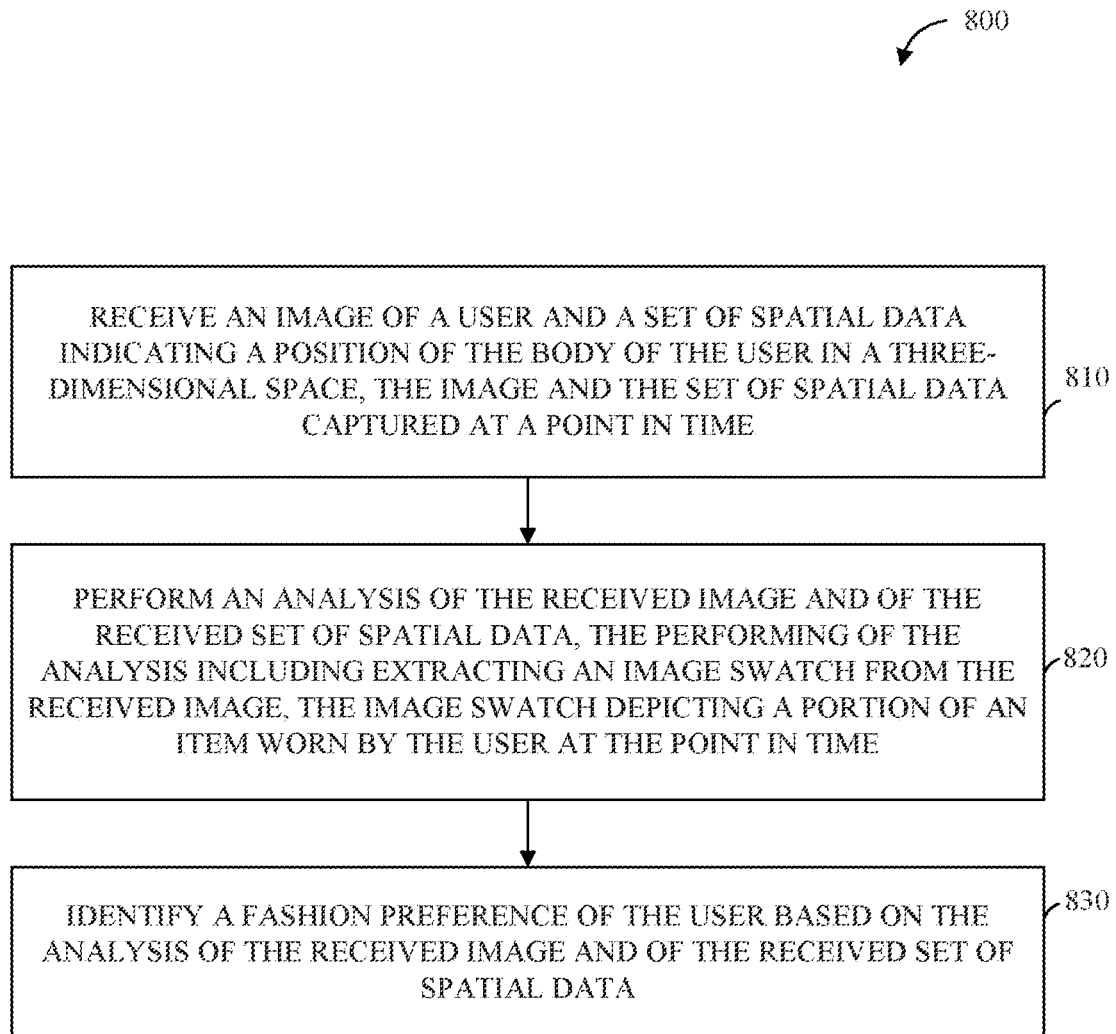 800
RECEIVE AN IMAGE OF A USER AND A SET OF SPATIAL DATA
INDICATING A POSITION OF THE BODY OF THE USER IN A THREE-
DIMENSIONAL SPACE, THE IMAGE AND THE SET OF SPATIAL DATA
CAPTURED AT A POINT IN TIME
810
PERFORM AN ANALYSIS OF THE RECEIVED IMAGE AND OF THE
RECEIVED SET OF SPATIAL DATA, THE PERFORMING OF THE
ANALYSIS INCLUDING EXTRACTING AN IMAGE SWATCH FROM THE
RECEIVED IMAGE, THE IMAGE SWATCH DEPICTING A PORTION OF AN
ITEM WORN BY THE USER AT THE POINT IN TIME
820
IDENTIFY A FASHION PREFERENCE OF THE USER BASED ON THE
ANALYSIS OF THE RECEIVED IMAGE AND OF THE RECEIVED SET OF
SPATIAL DATA
830